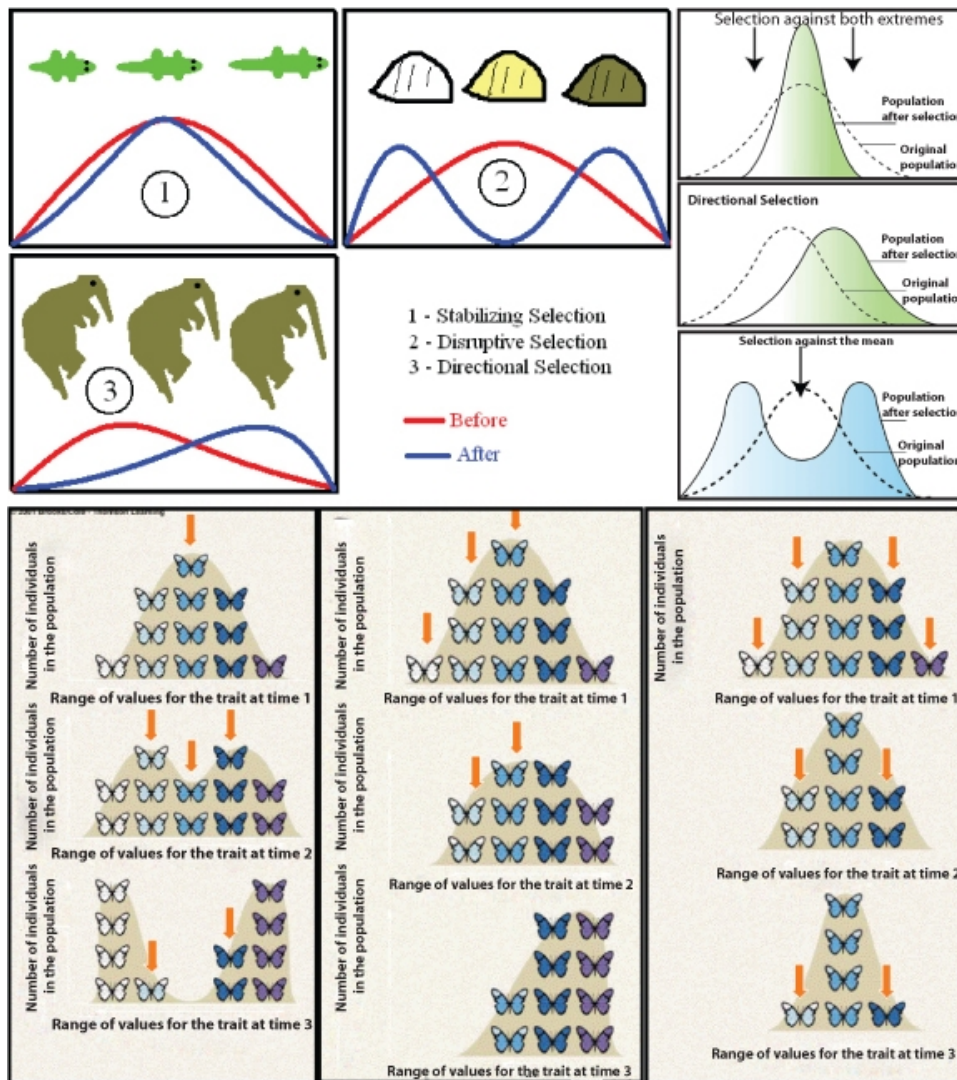 1
2
Selection against both extremes
Population
after selection
Original
population
3
1 - Stabilizing Selection
2 - Disruptive Selection
3 - Directional Selection
Before
After
Directional Selection
Population
after selection
Original
population
Selection against the mean
Population
after selection
Original
population
2001 Brooks/Cole - Thomson Learning
Number of individuals
in the population
Range of values for the trait at time 1
Number of individuals
in the population
Range of values for the trait at time 2
Number of individuals
in the population
Range of values for the trait at time 3
Number of individuals
in the population
Range of values for the trait at time 1
Number of individuals
in the population
Range of values for the trait at time 2
Number of individuals
in the population
Range of values for the trait at time 3
Number of individuals
in the population
Range of values for the trait at time 1
Range of values for the trait at time 2
Range of values for the trait at time 3